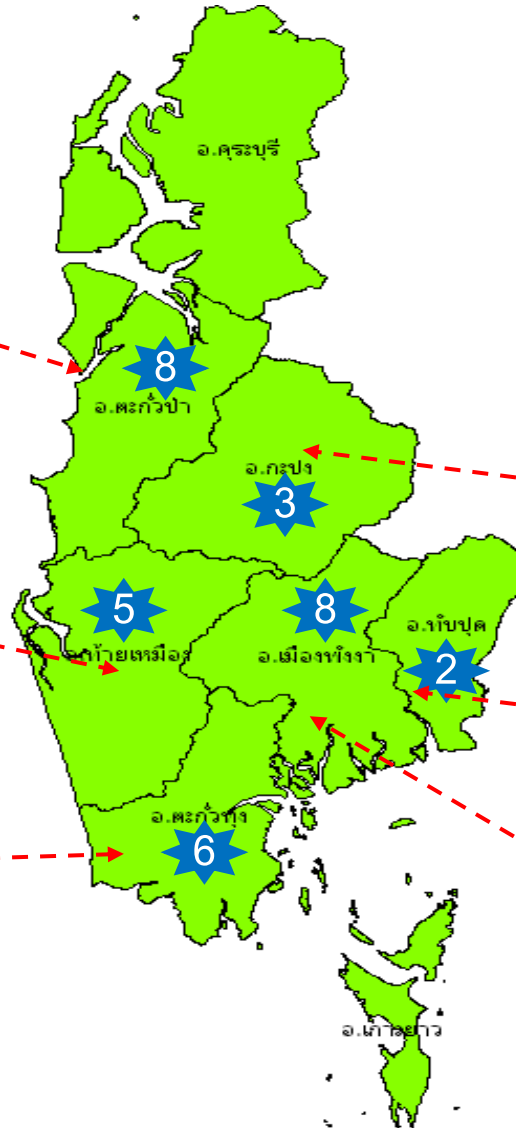 อ.คุระบุรี
8
อ.ตะกั่วป่า
อ.กะปง
3
5
8
อ.ท้ายเหมือง
อ.เมืองพังงา
อ.ทับปุด
2
อ.ตะกั่วทุ่ง
6
อ.เกาะยาว